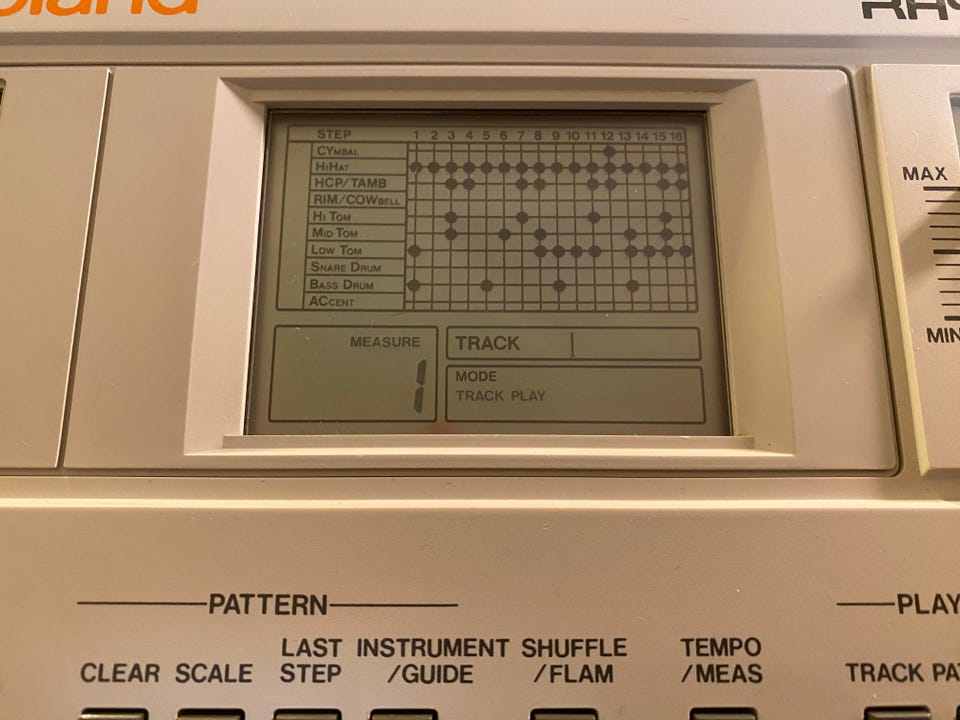 STEP 1 2 3 4 5 6 7 8 9 10 11 12 13 14 15 16
CYMBAL
HIHAT
HCP/TAMB
RIM/COWBELL
HI TOM
MID TOM
LOW TOM
SNARE DRUM
BASS DRUM
ACCENT
MEASURE
1
TRACK I
MODE
TRACK PLAY
MAX
MIN
PATTERN
PLAY
CLEAR
SCALE
LAST
STEP
INSTRUMENT
/GUIDE
SHUFFLE
/FLAM
TEMPO
/MEAS
TRACK